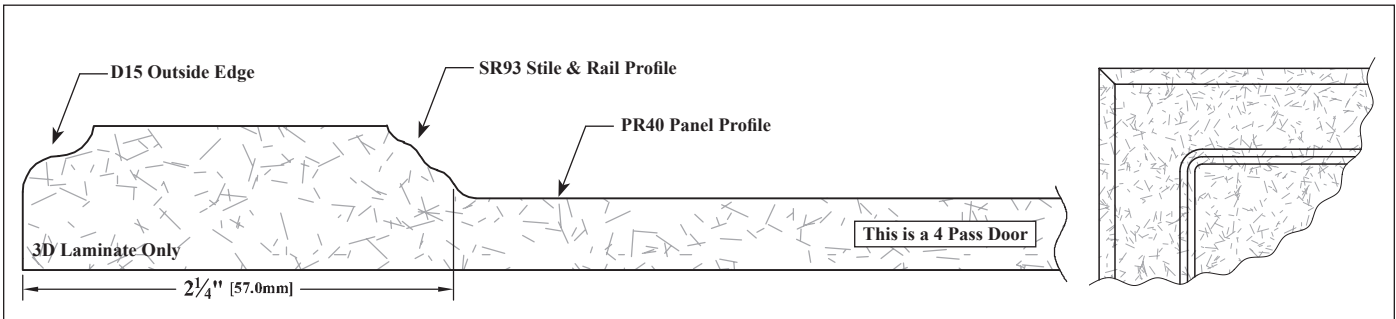 D15 Outside Edge
SR93 Stile & Rail Profile
PR40 Panel Profile
This is a 4 Pass Door
3D Laminate Only
2¼" [57.0mm]